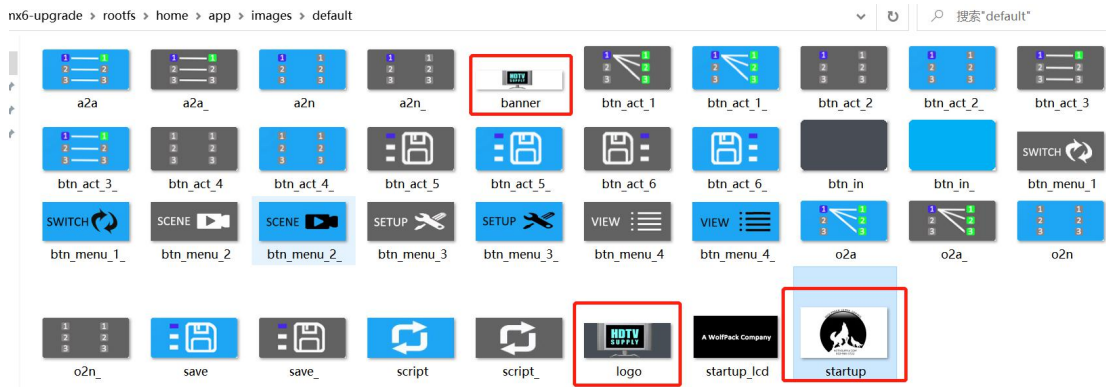 nx6-upgrade > rootfs > home > app > images > default
搜索"default"
a2a
a2a_
a2n
a2n_
banner
btn_act_1
btn_act_1_
btn_act_2
btn_act_2_
btn_act_3
btn_act_3_
btn_act_4
btn_act_4_
btn_act_5
btn_act_5_
btn_act_6
btn_act_6_
btn_in
btn_in_
SWITCH
btn_menu_1
SWITCH
SCENE
SCENE
SETUP
SETUP
VIEW
VIEW
btn_menu_1_
btn_menu_2
btn_menu_2_
btn_menu_3
btn_menu_3_
btn_menu_4
btn_menu_4_
o2a
o2a_
o2n
HDTV
SUPPLY
A WolfPack Company
o2n_
save
save_
script
script_
logo
startup_lcd
startup